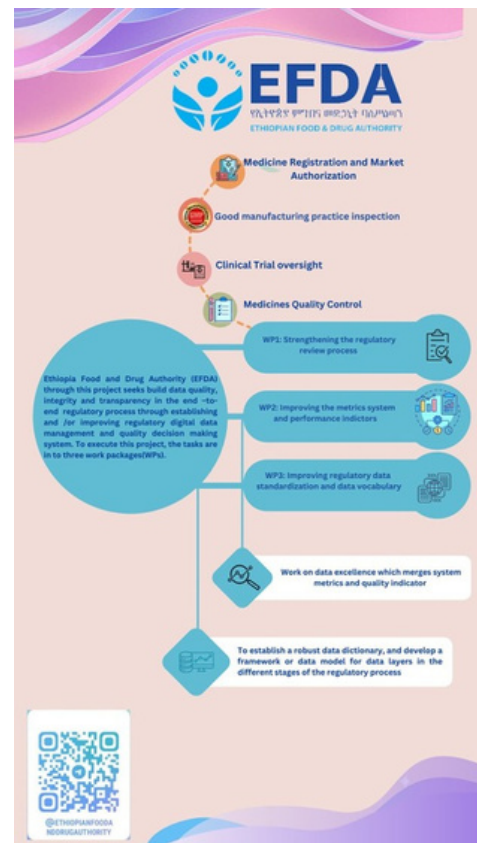 EFDA
የኢትዮጵያ ምግብና መድኃኒት ባለሥልጣን
ETHIOPIAN FOOD & DRUG AUTHORITY
Medicine Registration and Market
Authorization
Good manufacturing practice inspection
Clinical Trial oversight
Medicines Quality Control
WP1: Strengthening the regulatory
review process
Ethiopia Food and Drug Authority (EFDA)
through this project seeks build data quality,
integrity and transparency in the end -to-
end regulatory process through establishing
and /or improving regulatory digital data
management and quality decision making
system. To execute this project, the tasks are
in to three work packages(WPs).
WP2: Improving the metrics system
and performance indictors
WP3: Improving regulatory data
standardization and data vocabulary
Work on data excellence which merges system
metrics and quality indicator
To establish a robust data dictionary, and develop a
framework or data model for data layers in the
different stages of the regulatory process
@ETHIOPIANFOODA
NDDRUGAUTHORITY